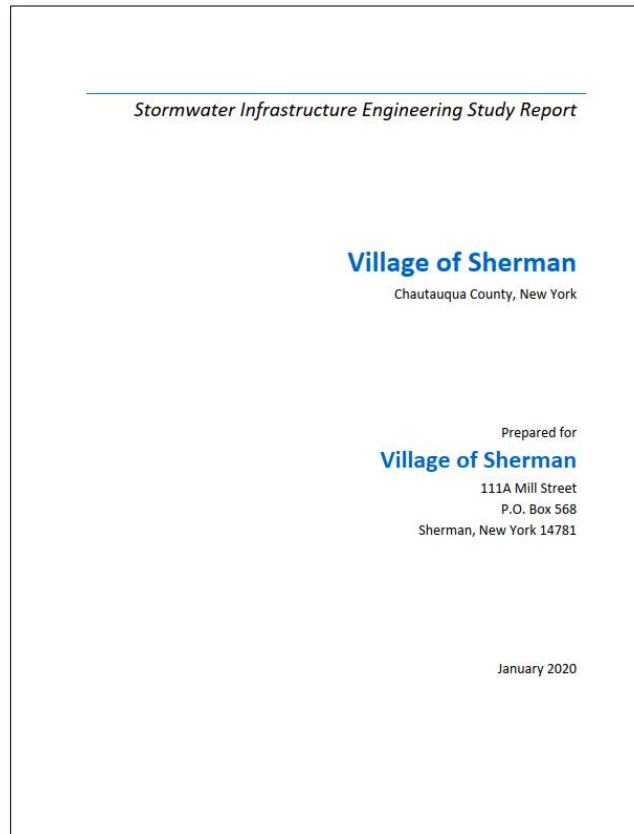 Stormwater Infrastructure Engineering Study Report
Village of Sherman
Chautauqua County, New York
Prepared for
Village of Sherman
111A Mill Street
P.O. Box 568
Sherman, New York 14781
January 2020